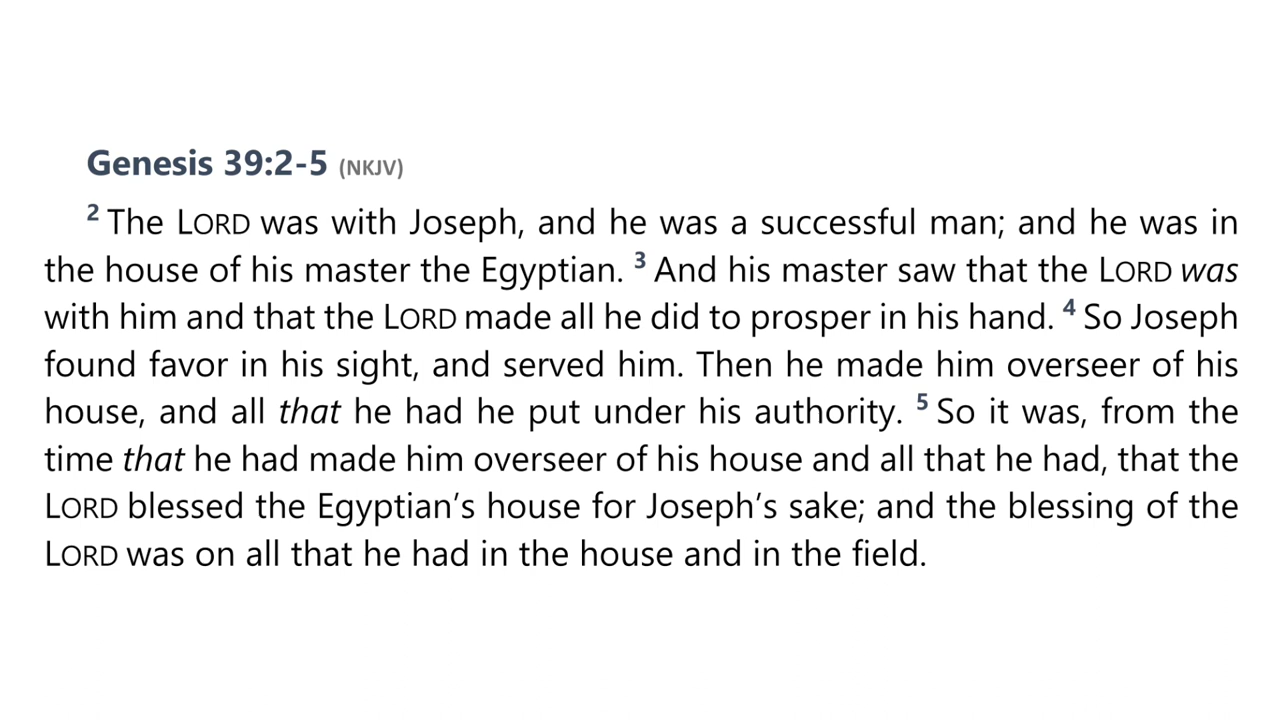 Genesis 39:2-5 (NKJV)
2 The LORD was with Joseph, and he was a successful man; and he was in
the house of his master the Egyptian. 3 And his master saw that the LORD was
with him and that the LORD made all he did to prosper in his hand. 4 So Joseph
found favor in his sight, and served him. Then he made him overseer of his
house, and all that he had he put under his authority. 5 So it was, from the
time that he had made him overseer of his house and all that he had, that the
LORD blessed the Egyptian’s house for Joseph’s sake; and the blessing of the
LORD was on all that he had in the house and in the field.